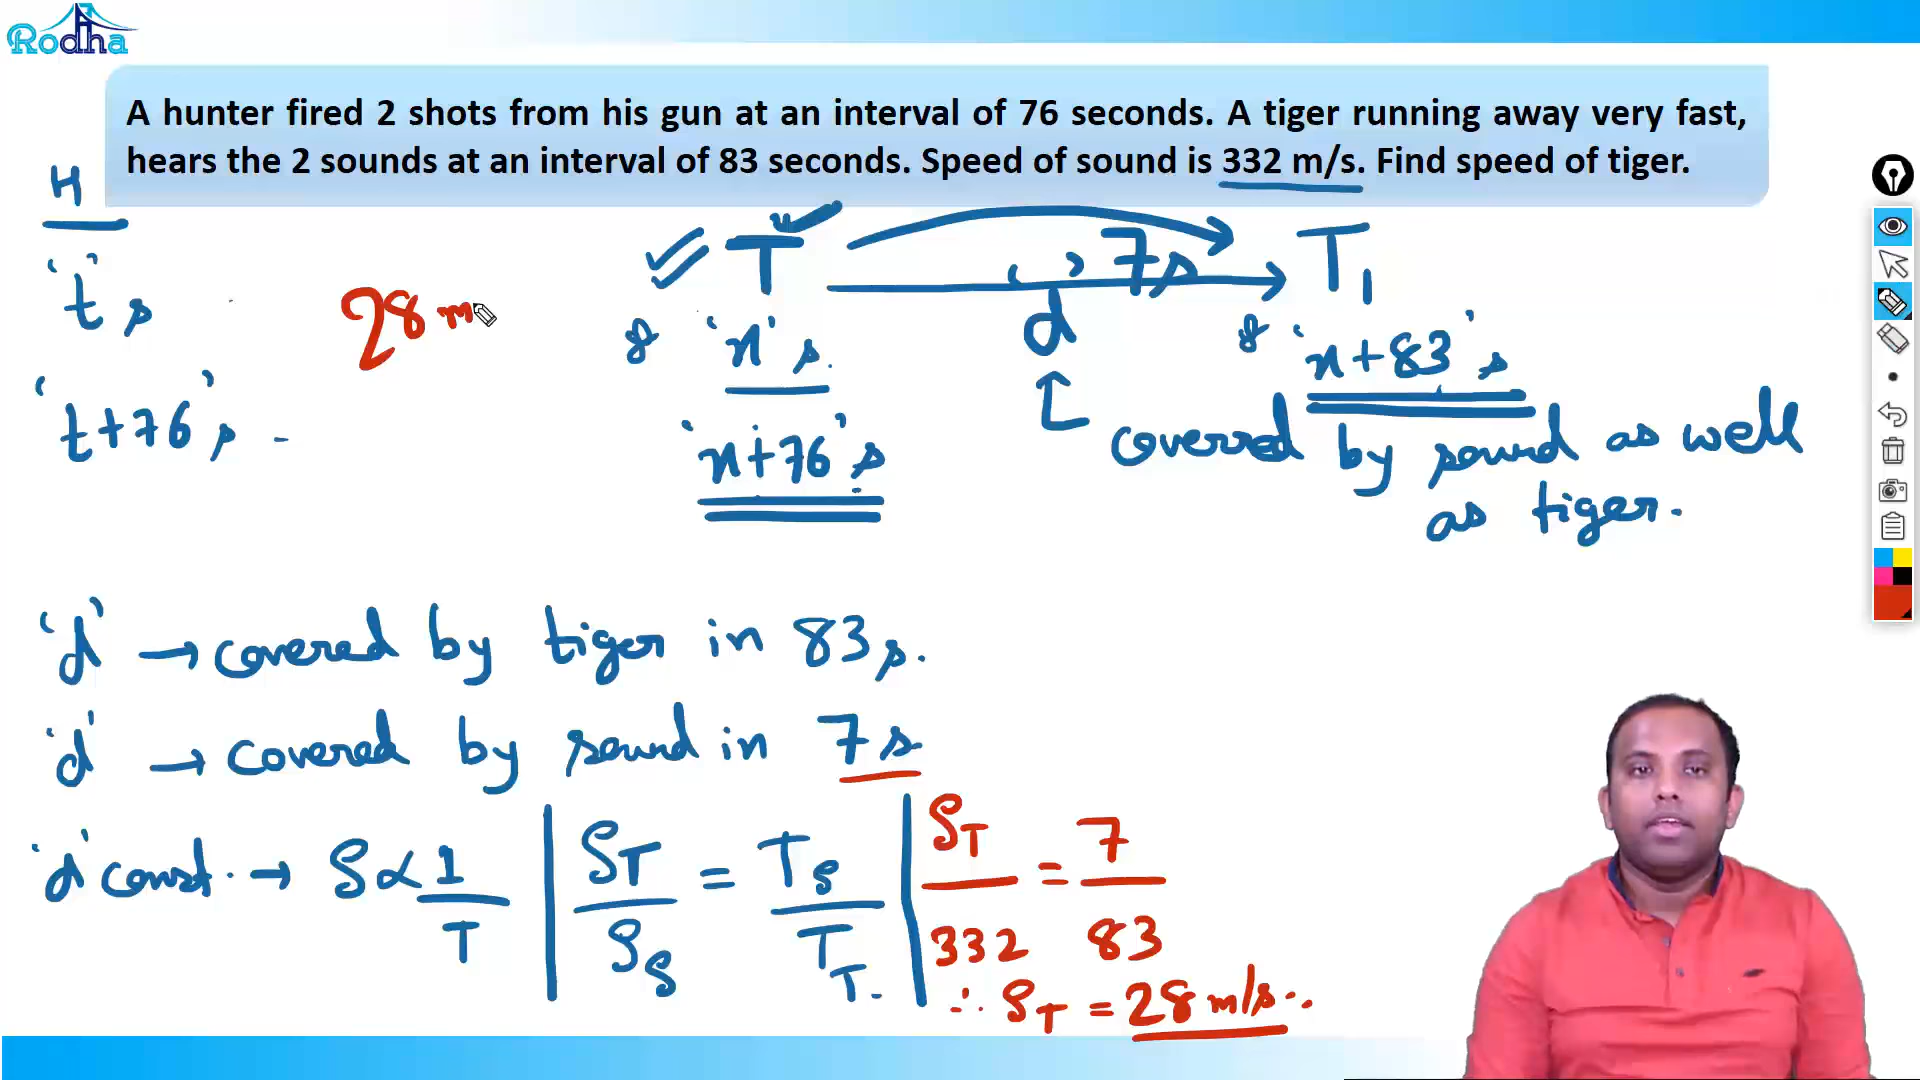 Rodha
A hunter fired 2 shots from his gun at an interval of 76 seconds. A tiger running away very fast,
hears the 2 sounds at an interval of 83 seconds. Speed of sound is 332 m/s. Find speed of tiger.
H
T 7s T1
't' s 28 m d
'n' s. 'n+83' s
't+76' s - 'n+76' s
coverred by sound as well
as tiger.
'd' → covered by tiger in 83 s.
'd' → covered by sound in 7s
'd' const. → S ∝ 1/T | ST/SS = TS/TT. | ST/332 = 7/83
∴ ST = 28 m/s.